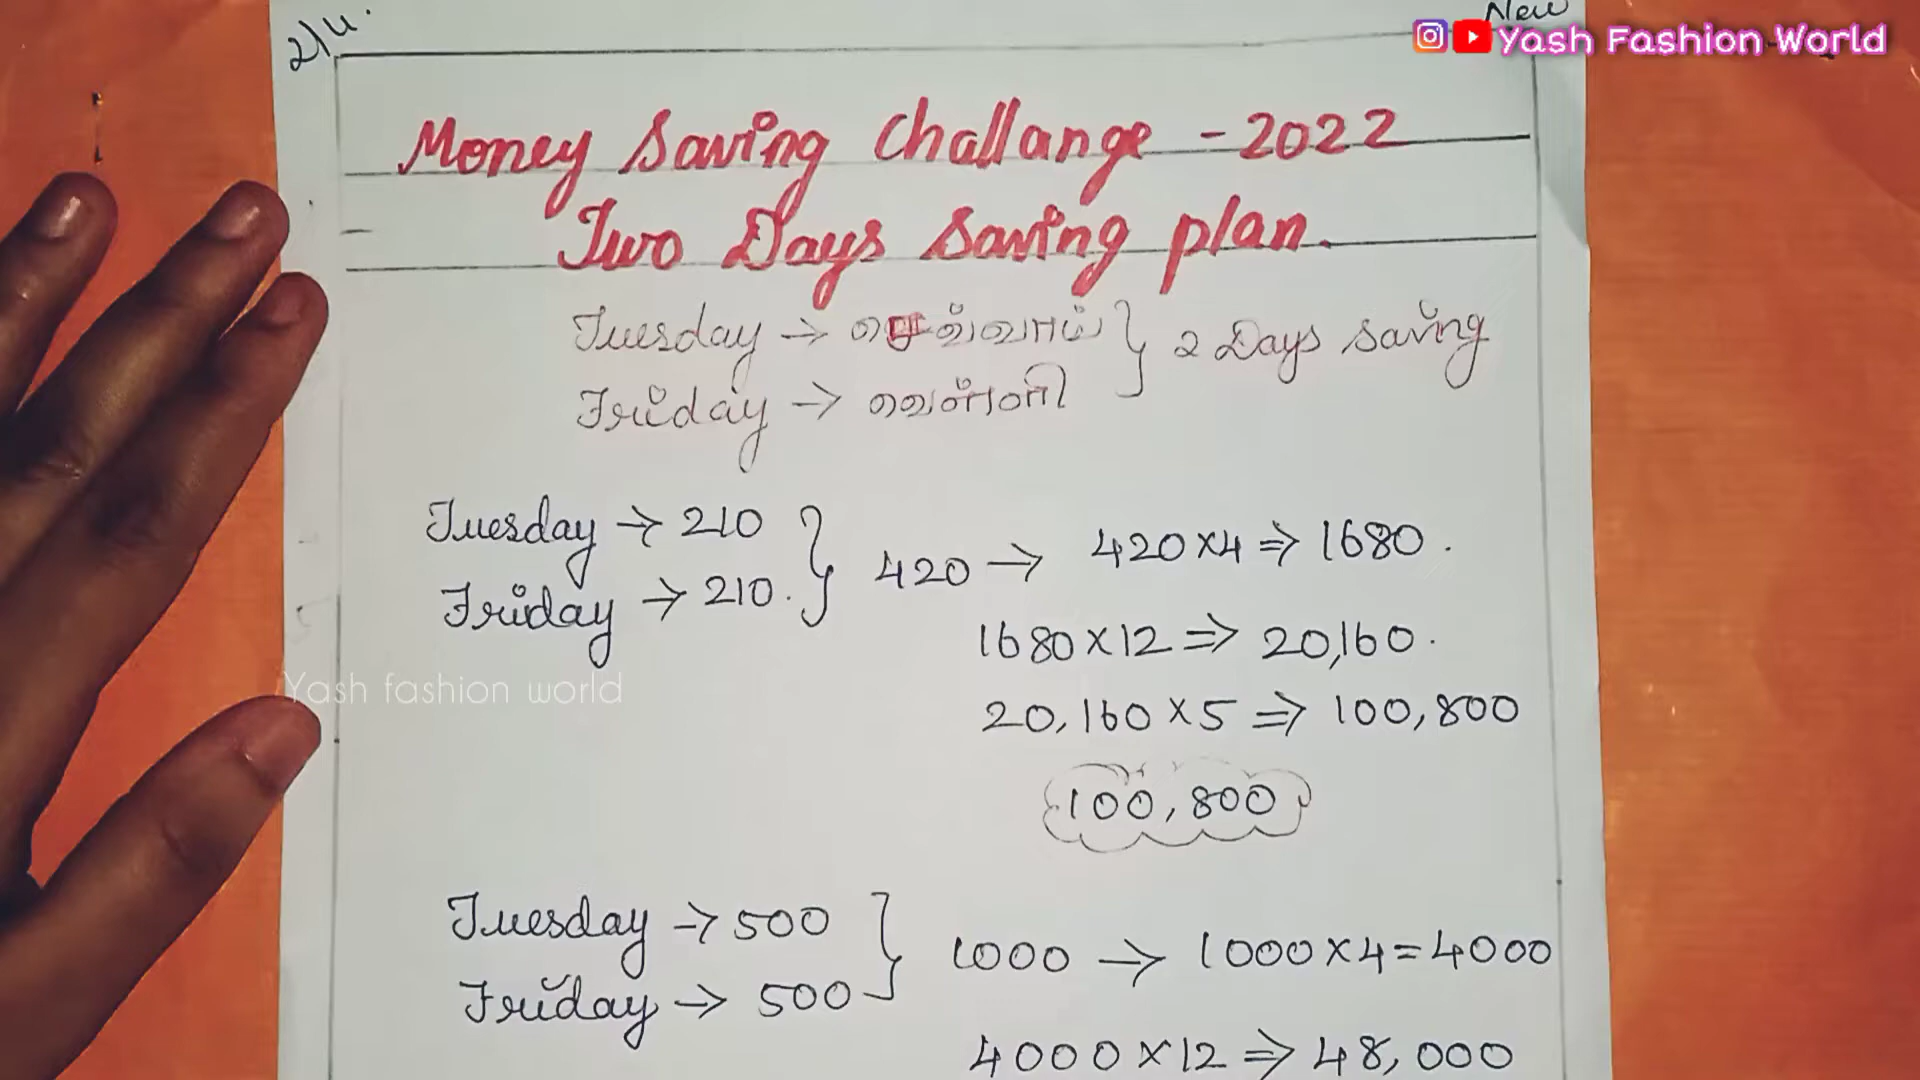 2/4.
New
Yash Fashion World
Money Saving Challange - 2022
Two Days Saving plan.
Tuesday → செவ்வாய் } 2 Days Saving
Friday → வெள்ளி
Tuesday → 210 } 420 → 420 × 4 ⇒ 1680.
Friday → 210.
1680 × 12 ⇒ 20,160.
Yash fashion world
20,160 × 5 ⇒ 100,800
100,800
Tuesday → 500 } 1000 → 1000 × 4 = 4000
Friday → 500
4000 × 12 ⇒ 48,000